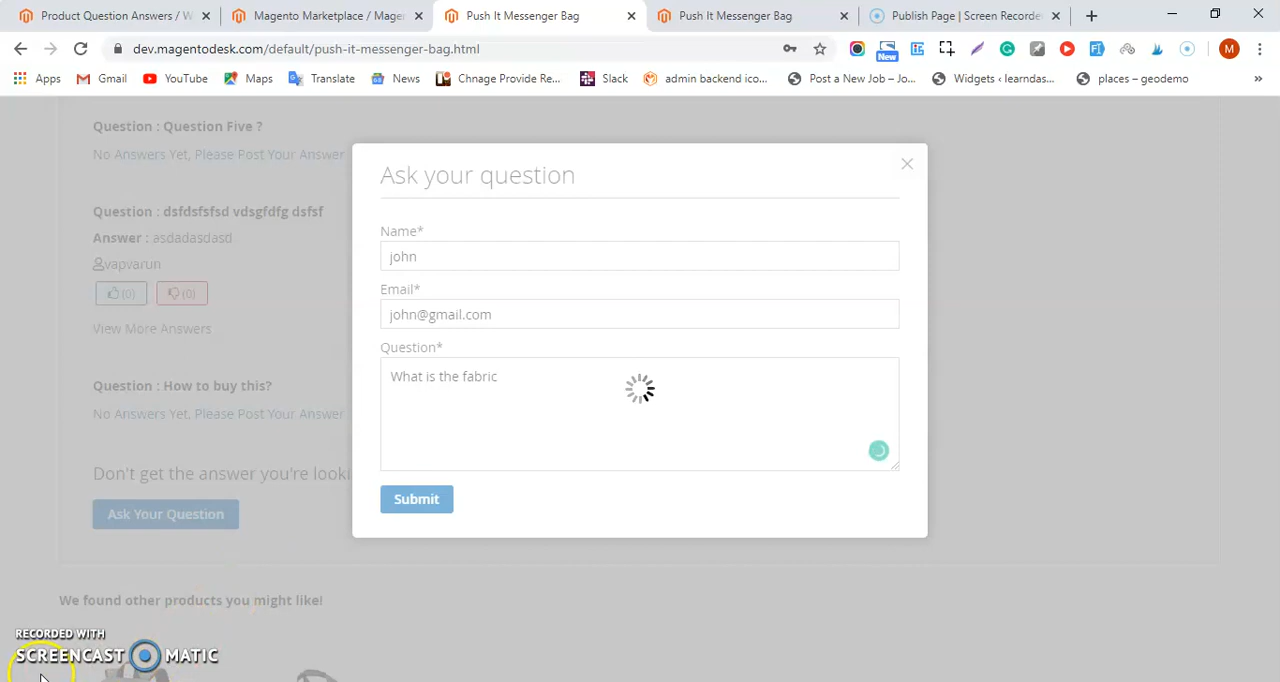 Product Question Answers / W
Magento Marketplace / Magen
Push It Messenger Bag
Push It Messenger Bag
Publish Page | Screen Recorde
dev.magentodesk.com/default/push-it-messenger-bag.html
New
M
Apps
Gmail
YouTube
Maps
Translate
News
Chnage Provide Re...
Slack
admin backend ico...
Post a New Job – Jo...
Widgets ‹ learndas...
places – geodemo
»
Question : Question Five ?
No Answers Yet, Please Post Your Answer
Question : dsfdsfsfsd vdsgfdfg dsfsf
Answer : asdadasdasd
vapvarun
(0)
(0)
View More Answers
Question : How to buy this?
No Answers Yet, Please Post Your Answer
Don't get the answer you're looki
Ask Your Question
Ask your question
Name*
john
Email*
john@gmail.com
Question*
What is the fabric
Submit
We found other products you might like!
RECORDED WITH
SCREENCAST MATIC